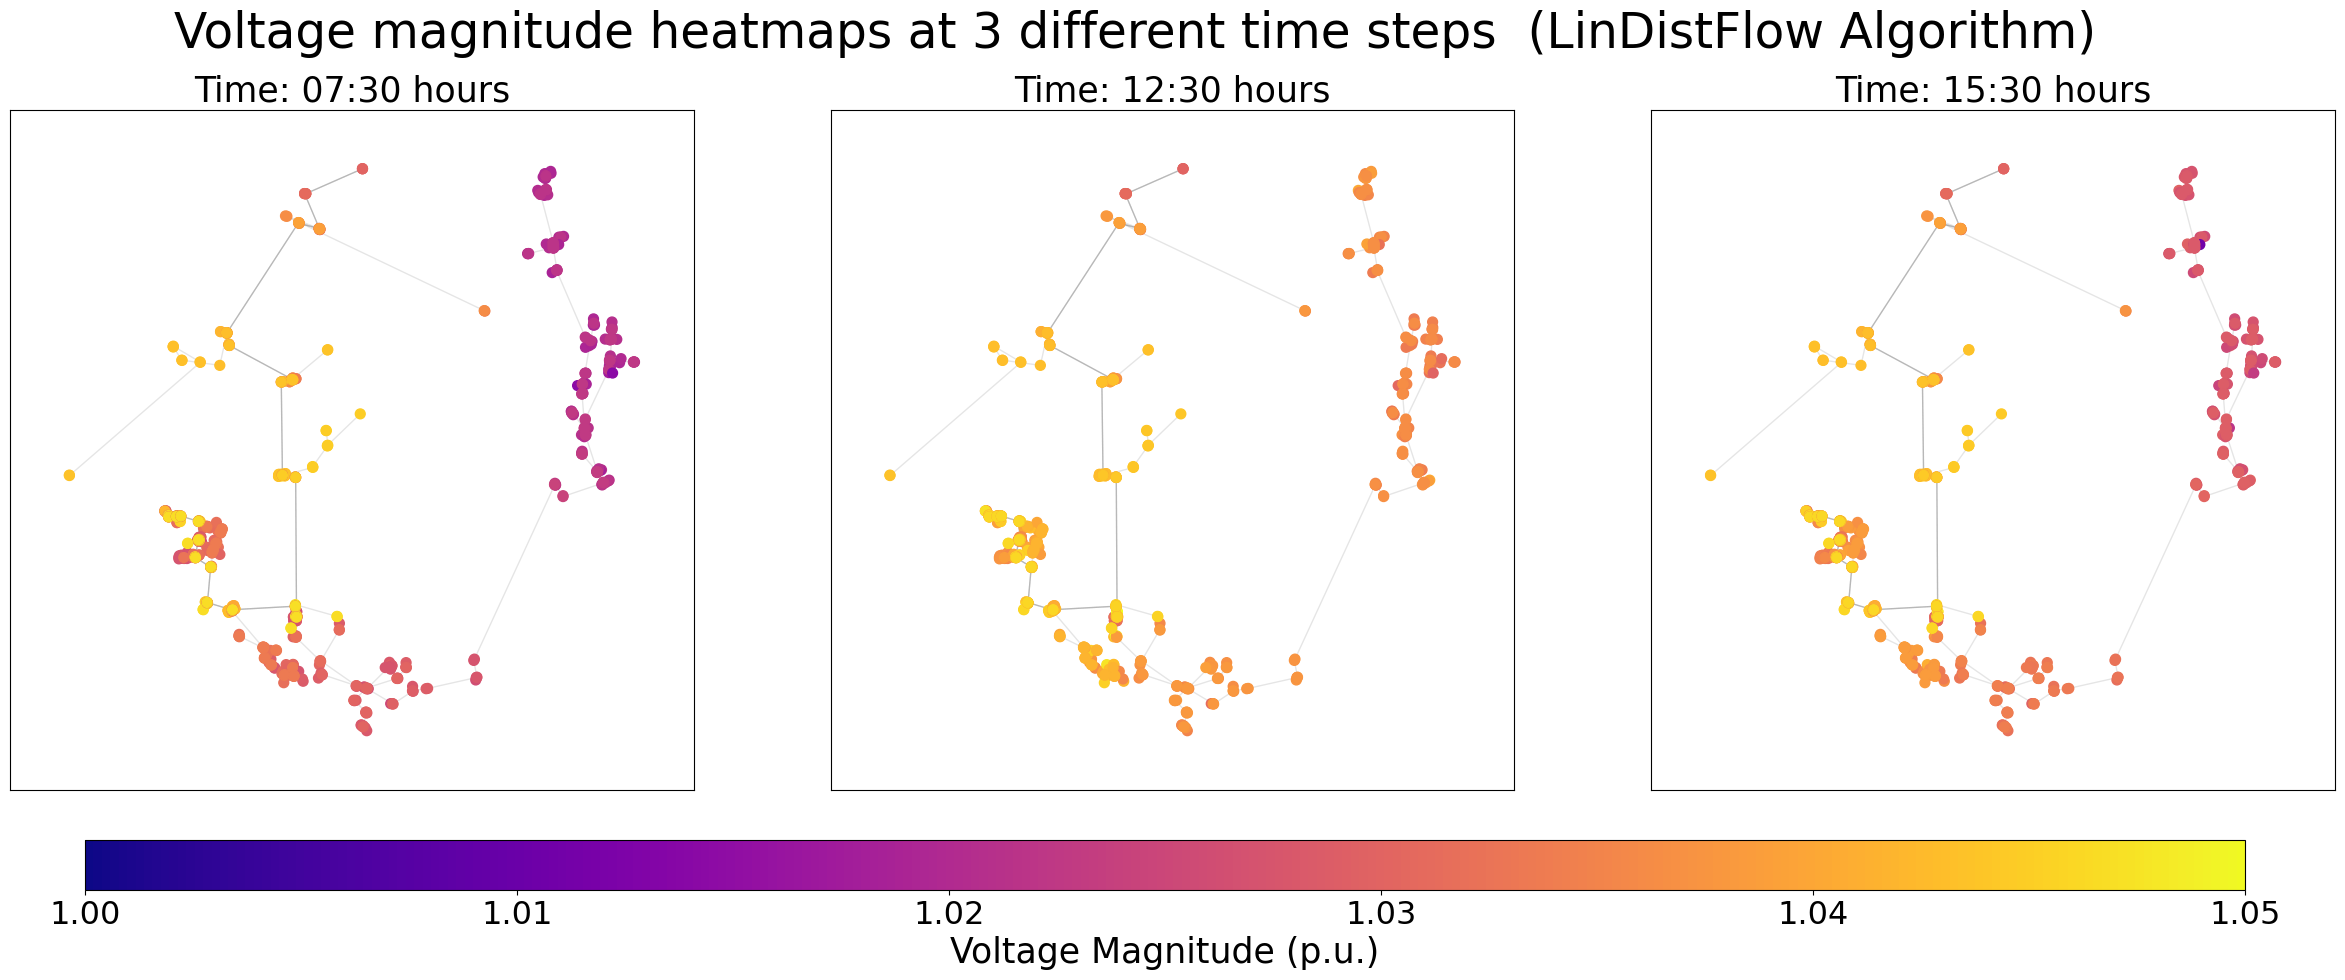 Voltage magnitude heatmaps at 3 different time steps  (LinDistFlow Algorithm)
Time: 07:30 hours
Time: 12:30 hours
Time: 15:30 hours
1.00 1.01 1.02 1.03 1.04 1.05
Voltage Magnitude (p.u.)